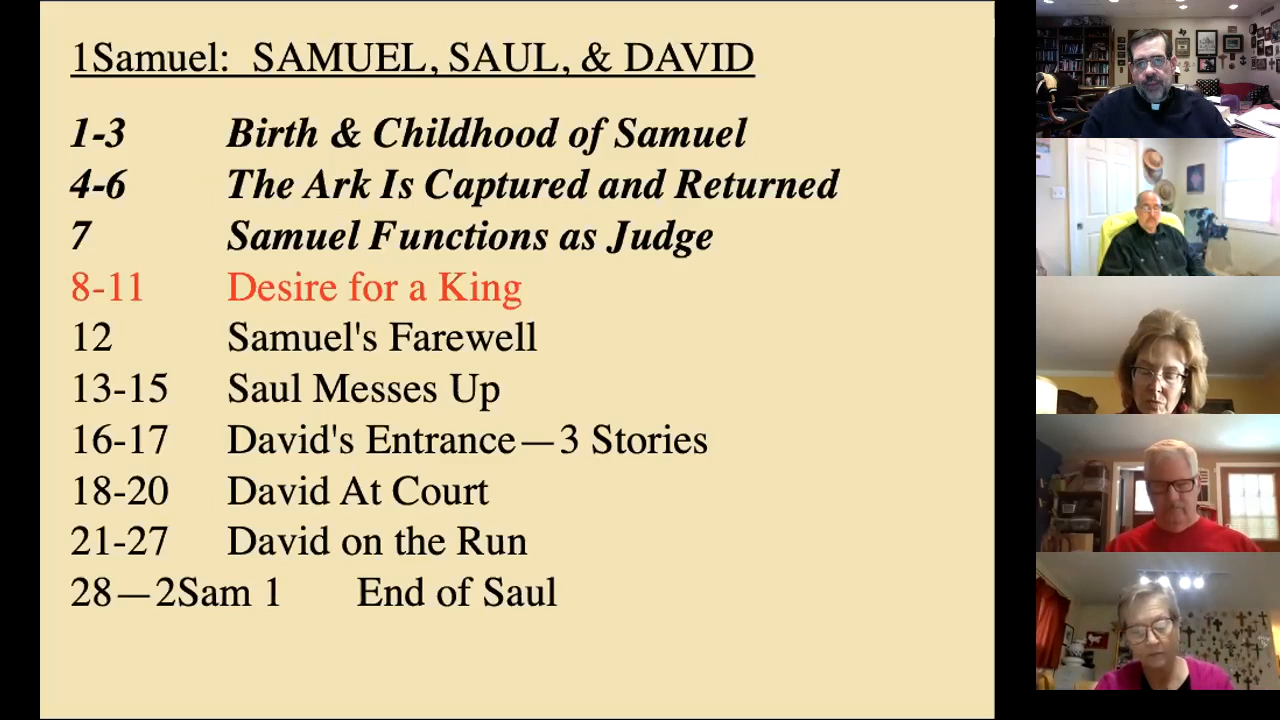 1Samuel: SAMUEL, SAUL, & DAVID
1-3 Birth & Childhood of Samuel
4-6 The Ark Is Captured and Returned
7 Samuel Functions as Judge
8-11 Desire for a King
12 Samuel's Farewell
13-15 Saul Messes Up
16-17 David's Entrance—3 Stories
18-20 David At Court
21-27 David on the Run
28—2Sam 1 End of Saul